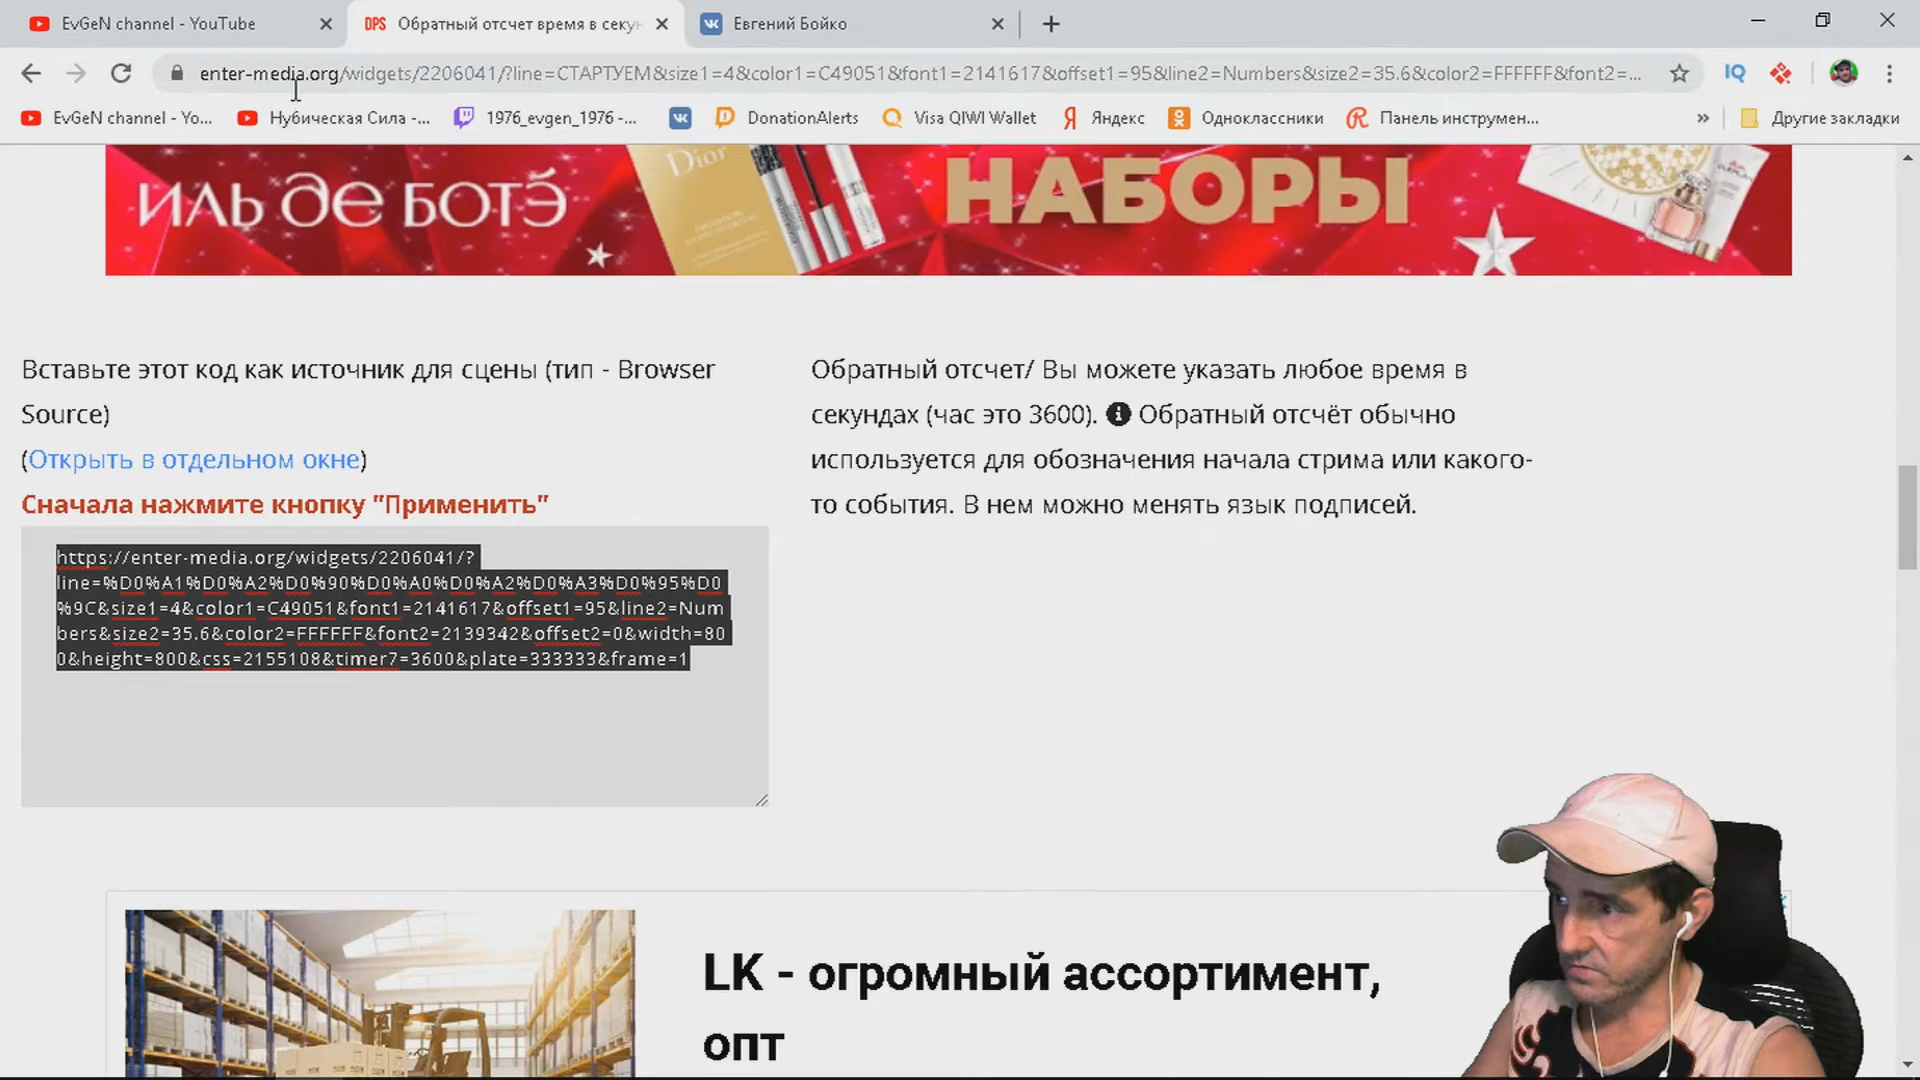 EvGeN channel - YouTube
DPS Обратный отсчет время в секун
Евгений Бойко
enter-media.org/widgets/2206041/?line=СТАРТУЕМ&size1=4&color1=C49051&font1=2141617&offset1=95&line2=Numbers&size2=35.6&color2=FFFFFF&font2=...
IQ
EvGeN channel - Yo...
Нубическая Сила -...
1976_evgen_1976 -...
DonationAlerts
Visa QIWI Wallet
Яндекс
Одноклассники
Панель инструмен...
Другие закладки
ИЛЬ де БОТЭ
Dior
НАБОРЫ
Вставьте этот код как источник для сцены (тип - Browser
Source)
(Открыть в отдельном окне)
Сначала нажмите кнопку "Применить"
https://enter-media.org/widgets/2206041/?
line=%D0%A1%D0%A2%D0%90%D0%A0%D0%A2%D0%A3%D0%95%D0
%9C&size1=4&color1=C49051&font1=2141617&offset1=95&line2=Num
bers&size2=35.6&color2=FFFFFF&font2=2139342&offset2=0&width=80
0&height=800&css=2155108&timer7=3600&plate=333333&frame=1
Обратный отсчет/ Вы можете указать любое время в
секундах (час это 3600). Обратный отсчёт обычно
используется для обозначения начала стрима или какого-
то события. В нем можно менять язык подписей.
LK - огромный ассортимент,
опт